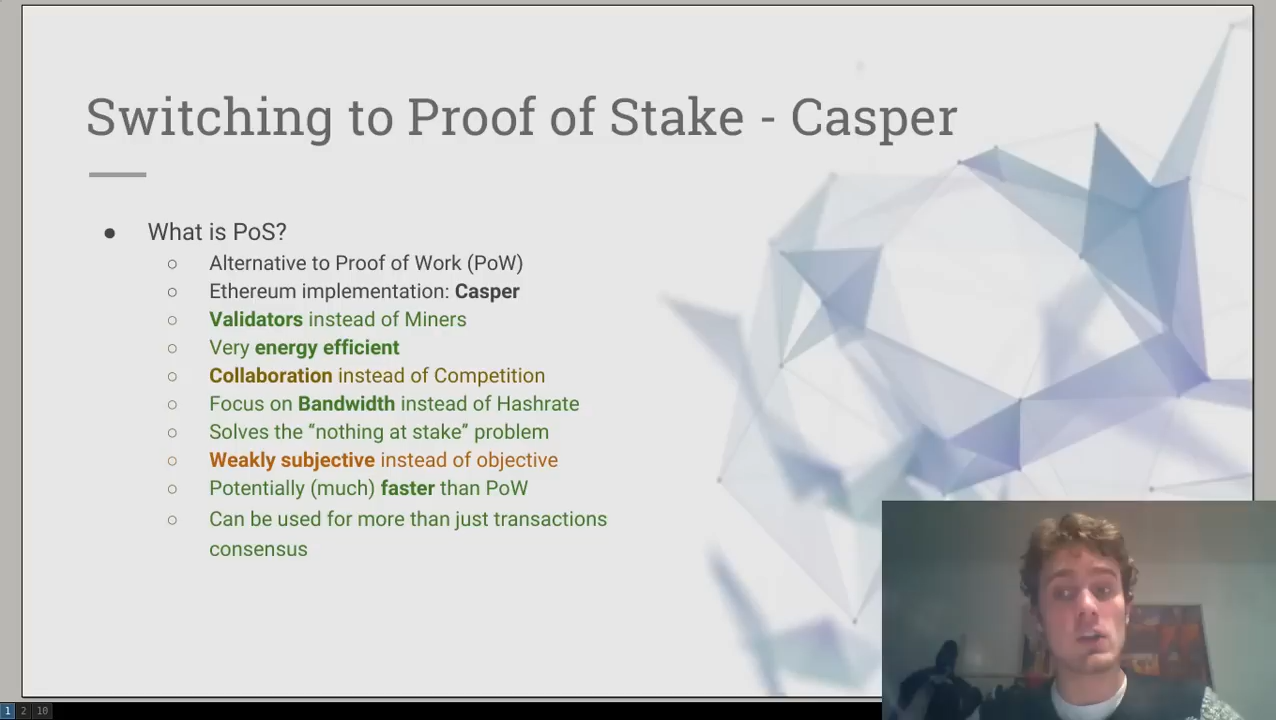 Switching to Proof of Stake - Casper
● What is PoS?
○ Alternative to Proof of Work (PoW)
○ Ethereum implementation: Casper
○ Validators instead of Miners
○ Very energy efficient
○ Collaboration instead of Competition
○ Focus on Bandwidth instead of Hashrate
○ Solves the “nothing at stake” problem
○ Weakly subjective instead of objective
○ Potentially (much) faster than PoW
○ Can be used for more than just transactions
consensus
1 2 10